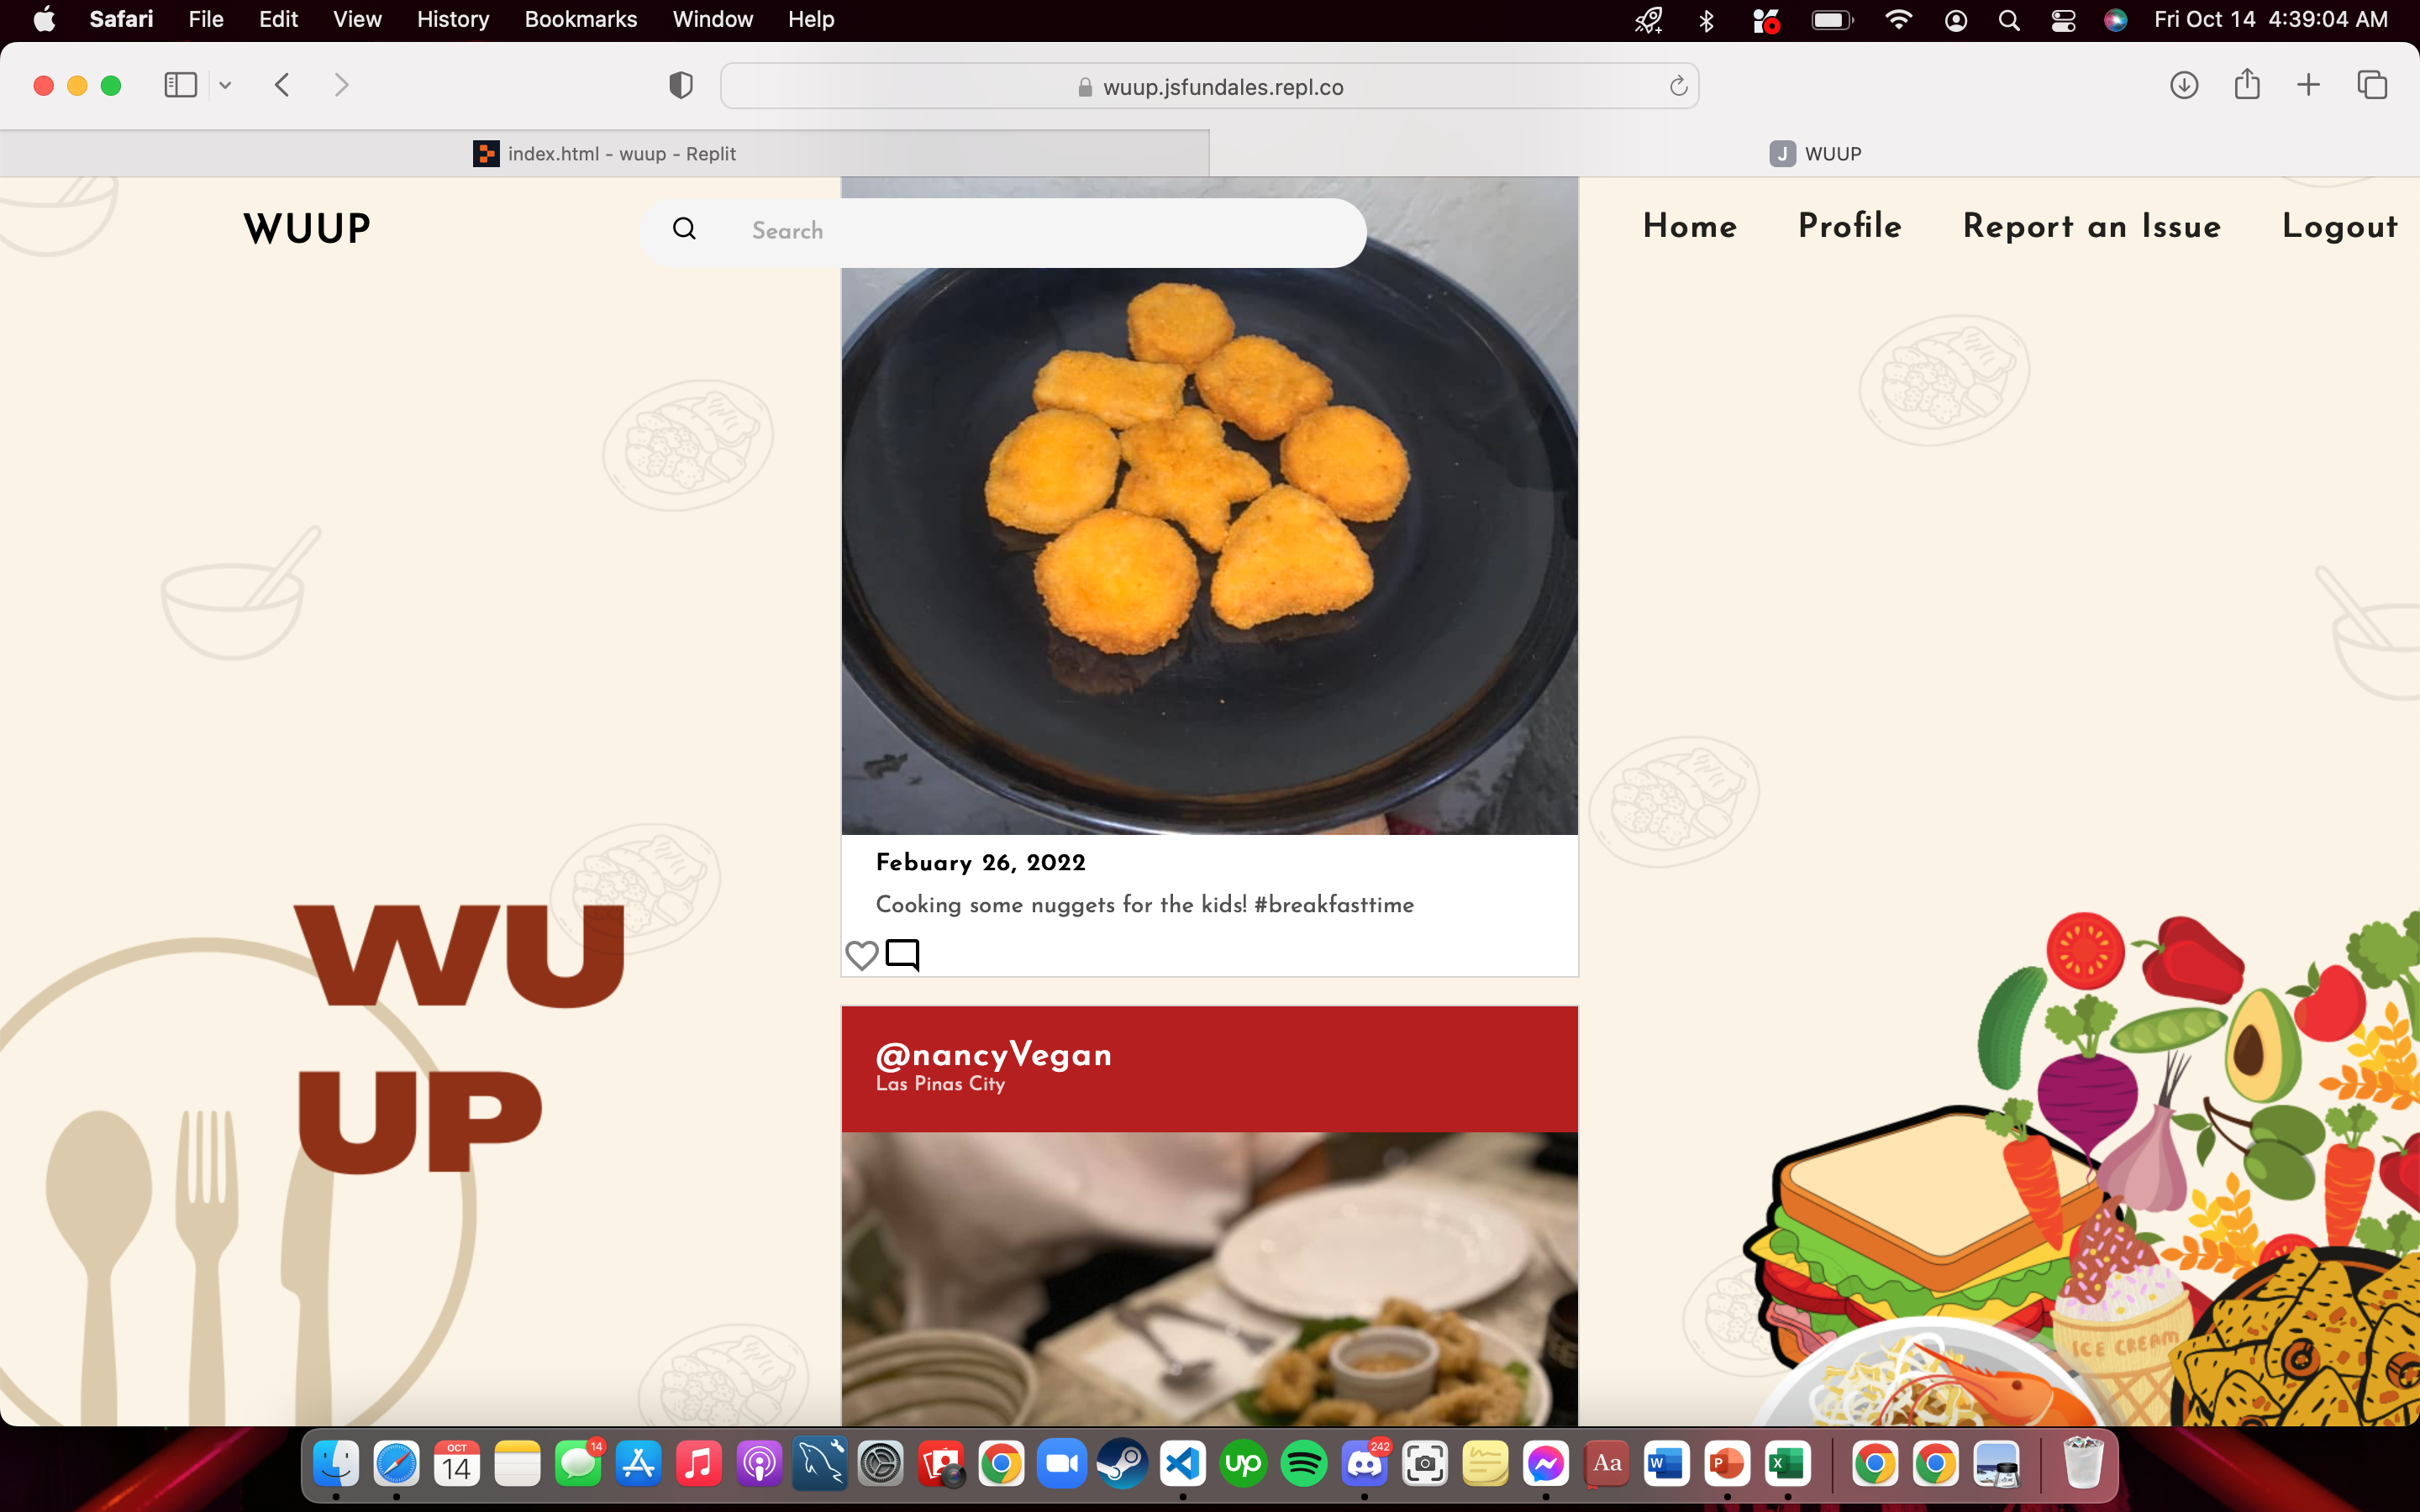 Safari File Edit View History Bookmarks Window Help Fri Oct 14 4:39:04 AM
wuup.jsfundales.repl.co
index.html - wuup - Replit J WUUP
WUUP Search Home Profile Report an Issue Logout
Febuary 26, 2022
Cooking some nuggets for the kids! #breakfasttime
WU
UP
@nancyVegan
Las Pinas City
ICE CREAM
OCT
14
14
up
242
Aa
W
P
X